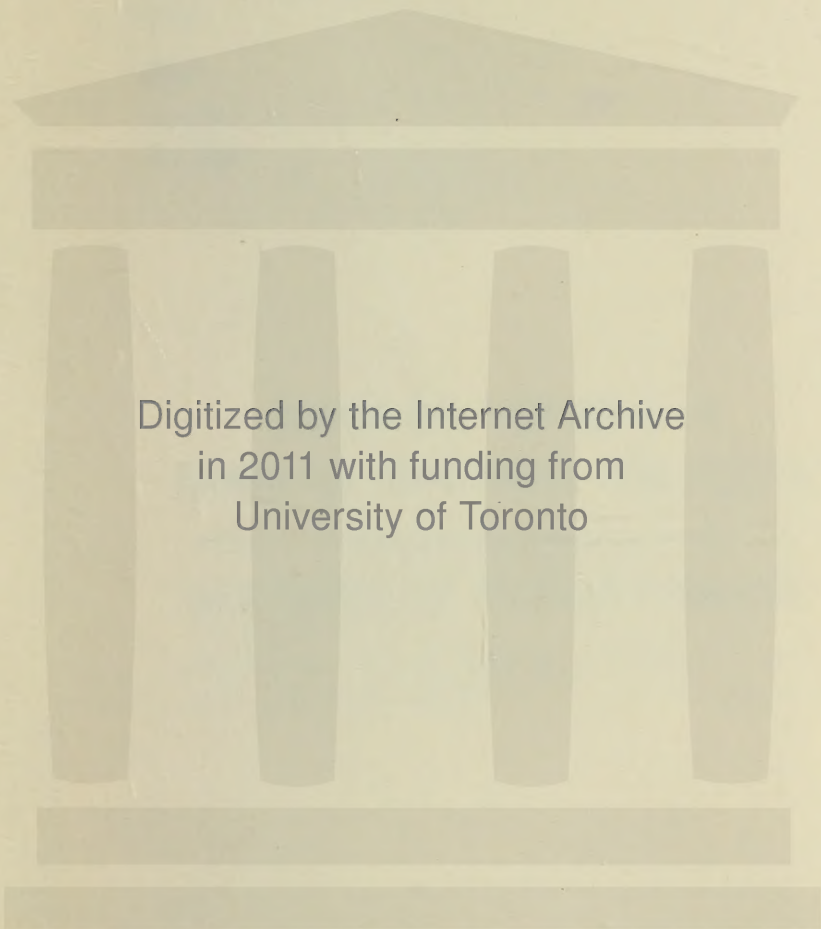 Digitized by the Internet Archive
in 2011 with funding from
University of Toronto